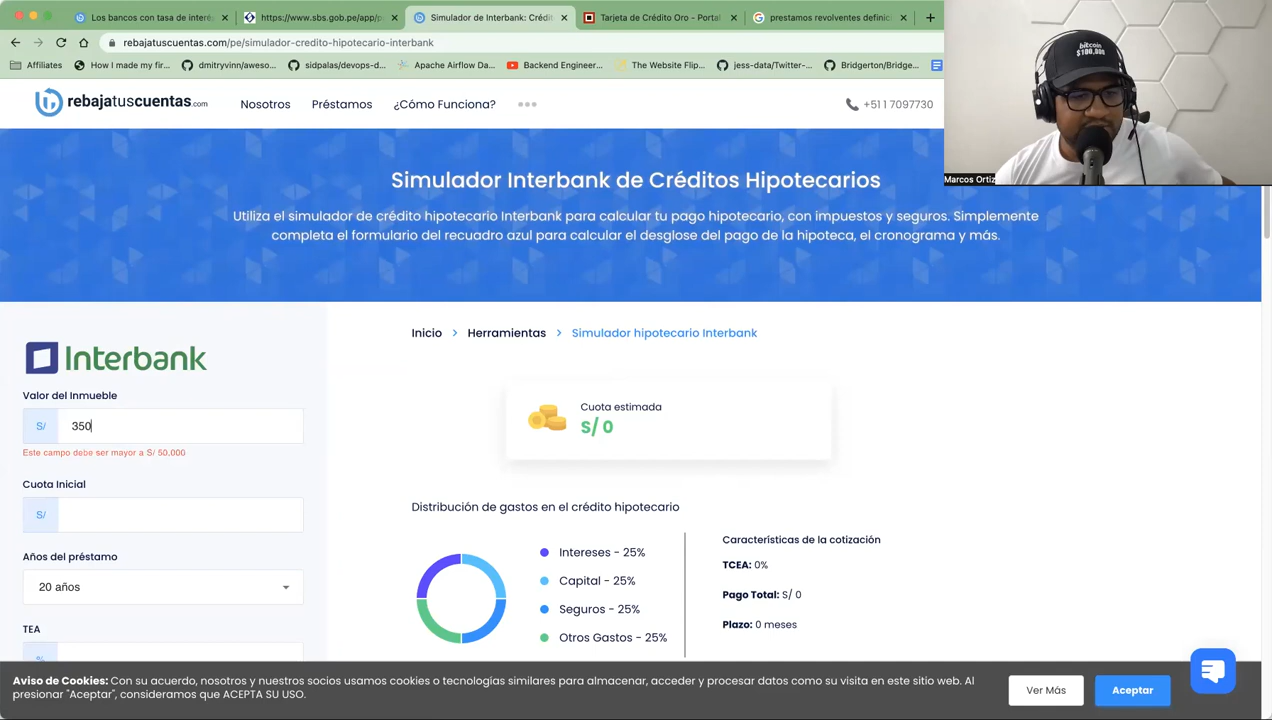 Los bancos con tasa de interé
https://www.sbs.gob.pe/app/p
Simulador de Interbank: Crédit
Tarjeta de Crédito Oro - Portal
prestamos revolventes definic
rebajatuscuentas.com/pe/simulador-credito-hipotecario-interbank
Affiliates
How I made my fir...
dmitryvinn/aweso...
sidpalas/devops-d...
Apache Airflow Da...
Backend Engineer...
The Website Flip...
jess-data/Twitter-...
Bridgerton/Bridge...
bitcoin
$100,000
Marcos Ortiz
rebajatuscuentas.com
Nosotros
Préstamos
¿Cómo Funciona?
+51 1 7097730
Simulador Interbank de Créditos Hipotecarios
Utiliza el simulador de crédito hipotecario Interbank para calcular tu pago hipotecario, con impuestos y seguros. Simplemente
completa el formulario del recuadro azul para calcular el desglose del pago de la hipoteca, el cronograma y más.
Inicio > Herramientas > Simulador hipotecario Interbank
Interbank
Valor del Inmueble
S/ 350
Este campo debe ser mayor a S/ 50.000
Cuota Inicial
S/
Años del préstamo
20 años
TEA
%
Cuota estimada
S/ 0
Distribución de gastos en el crédito hipotecario
Intereses - 25%
Capital - 25%
Seguros - 25%
Otros Gastos - 25%
Características de la cotización
TCEA: 0%
Pago Total: S/ 0
Plazo: 0 meses
Aviso de Cookies: Con su acuerdo, nosotros y nuestros socios usamos cookies o tecnologías similares para almacenar, acceder y procesar datos como su visita en este sitio web. Al
presionar "Aceptar", consideramos que ACEPTA SU USO.
Ver Más
Aceptar